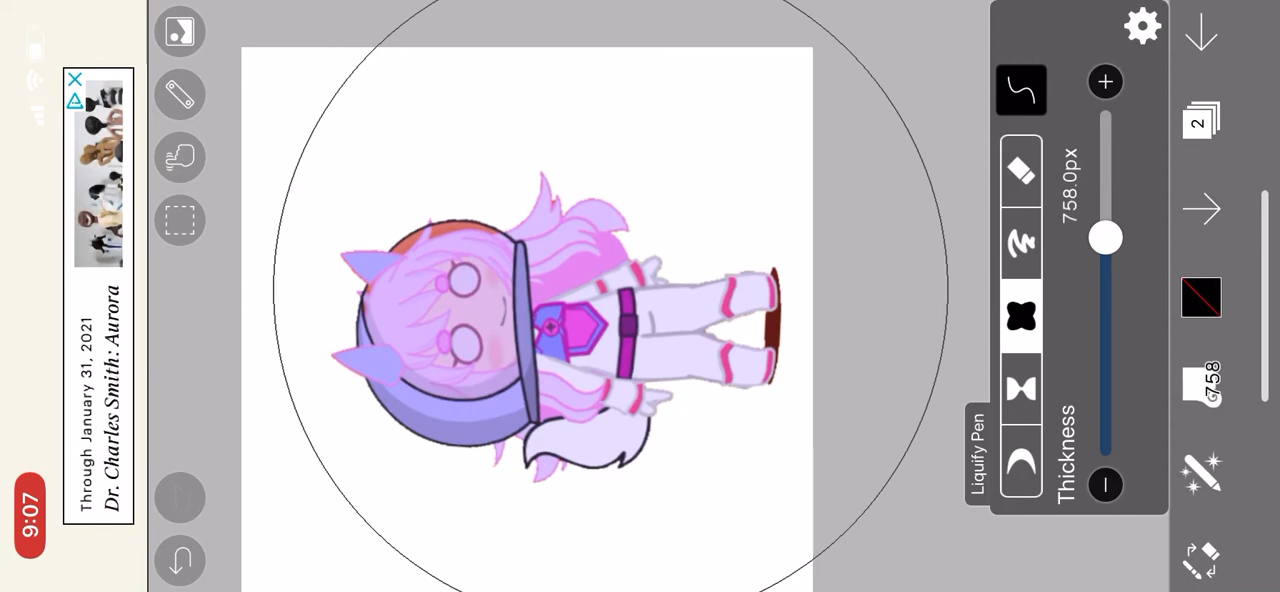 9:07
Through January 31, 2021
Dr. Charles Smith: Aurora
Liquify Pen
Thickness
758.0px
2
758